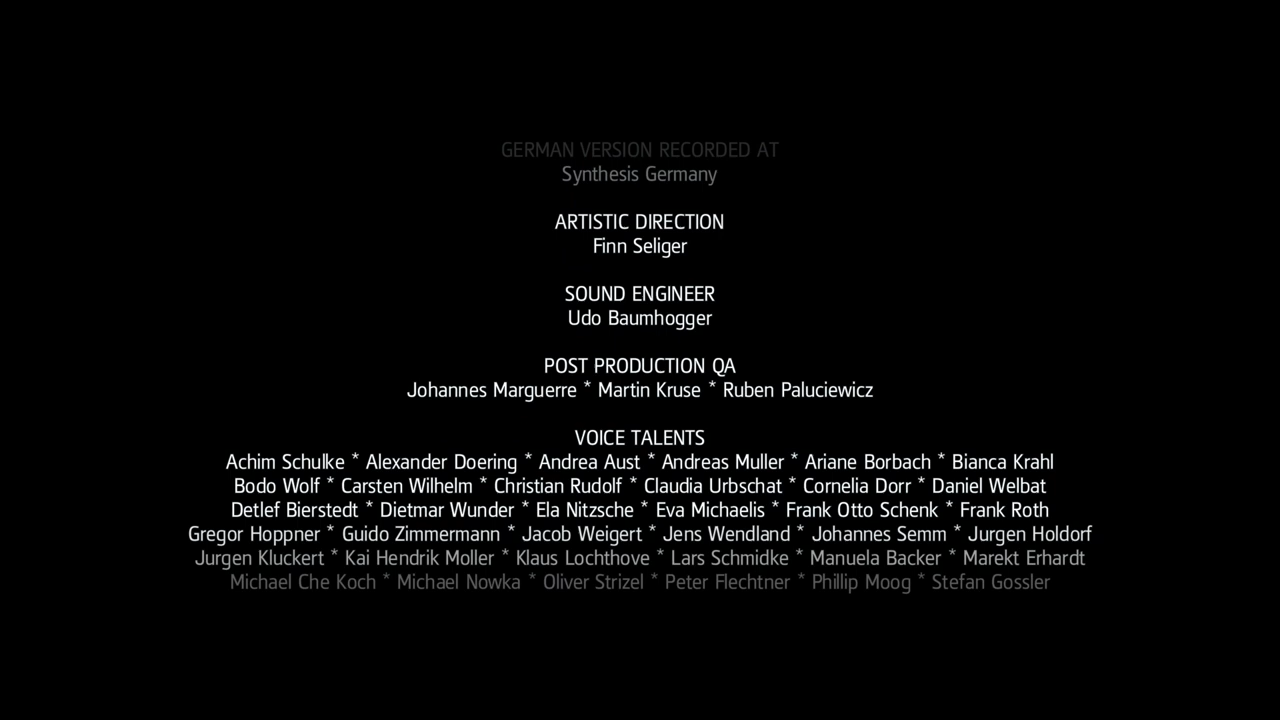 GERMAN VERSION RECORDED AT
Synthesis Germany
ARTISTIC DIRECTION
Finn Seliger
SOUND ENGINEER
Udo Baumhogger
POST PRODUCTION QA
Johannes Marguerre * Martin Kruse * Ruben Paluciewicz
VOICE TALENTS
Achim Schulke * Alexander Doering * Andrea Aust * Andreas Muller * Ariane Borbach * Bianca Krahl
Bodo Wolf * Carsten Wilhelm * Christian Rudolf * Claudia Urbschat * Cornelia Dorr * Daniel Welbat
Detlef Bierstedt * Dietmar Wunder * Ela Nitzsche * Eva Michaelis * Frank Otto Schenk * Frank Roth
Gregor Hoppner * Guido Zimmermann * Jacob Weigert * Jens Wendland * Johannes Semm * Jurgen Holdorf
Jurgen Kluckert * Kai Hendrik Moller * Klaus Lochthove * Lars Schmidke * Manuela Backer * Marekt Erhardt
Michael Che Koch * Michael Nowka * Oliver Strizel * Peter Flechtner * Phillip Moog * Stefan Gossler